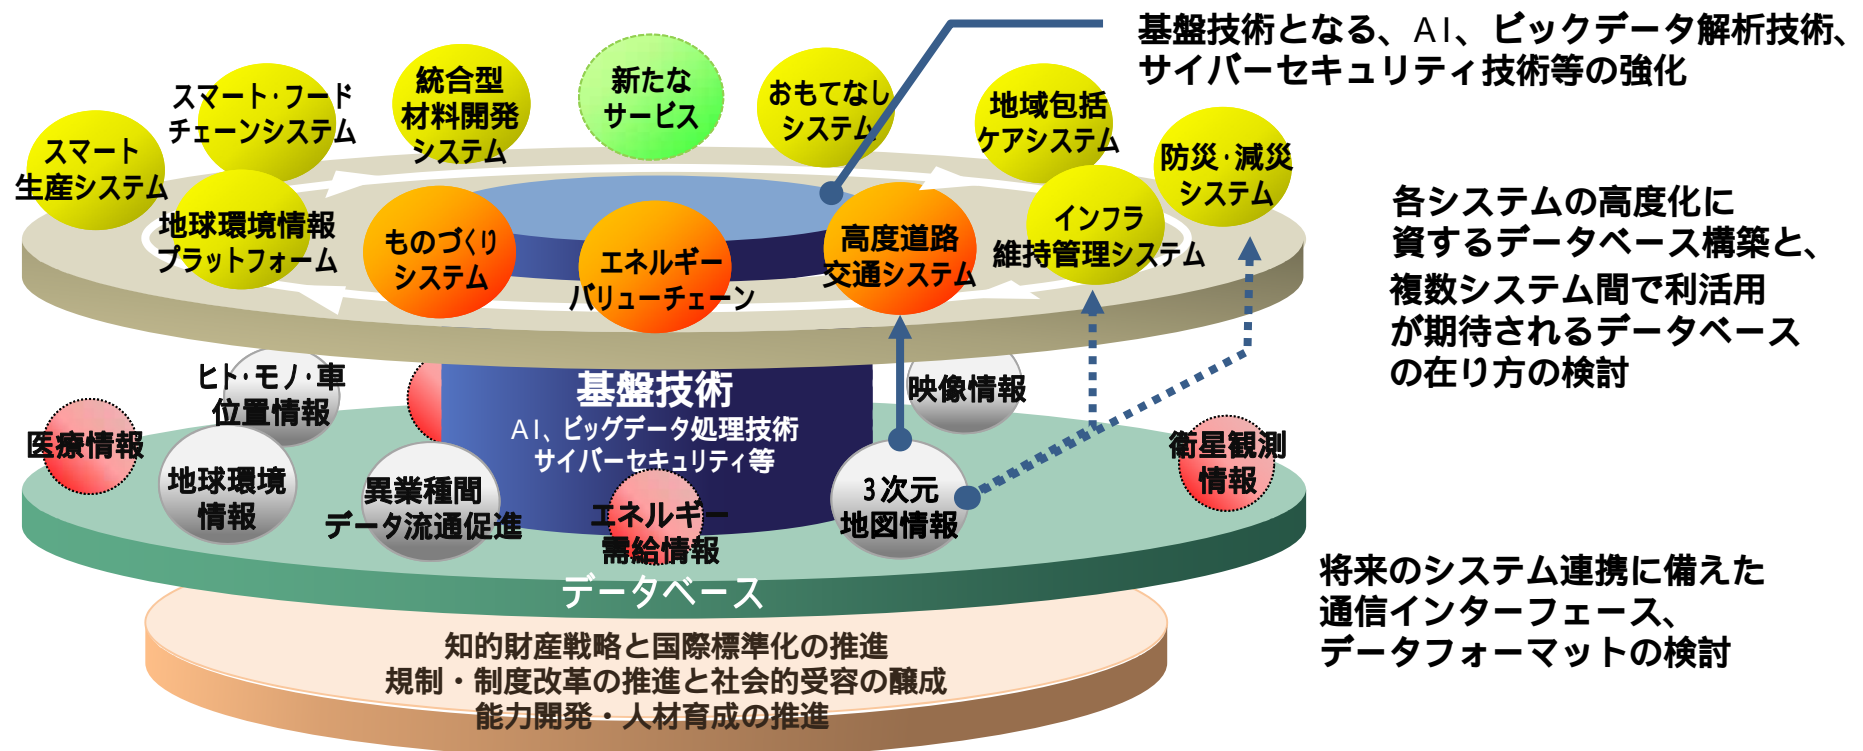 基盤技術となる、AI、ビックデータ解析技術、
サイバーセキュリティ技術等の強化
スマート・フード
チェーンシステム
統合型
材料開発
システム
新たな
サービス
おもてなし
システム
地域包括
ケアシステム
スマート
生産システム
防災・減災
システム
地球環境情報
プラットフォーム
ものづくり
システム
エネルギー
バリューチェーン
高度道路
交通システム
インフラ
維持管理システム
各システムの高度化に
資するデータベース構築と、
複数システム間で利活用
が期待されるデータベース
の在り方の検討
ヒト・モノ・車
位置情報
基盤技術
AI、ビッグデータ処理技術
サイバーセキュリティ等
映像情報
医療情報
地球環境
情報
異業種間
データ流通促進
エネルギー
需給情報
3次元
地図情報
衛星観測
情報
データベース
将来のシステム連携に備えた
通信インターフェース、
データフォーマットの検討
知的財産戦略と国際標準化の推進
規制・制度改革の推進と社会的受容の醸成
能力開発・人材育成の推進